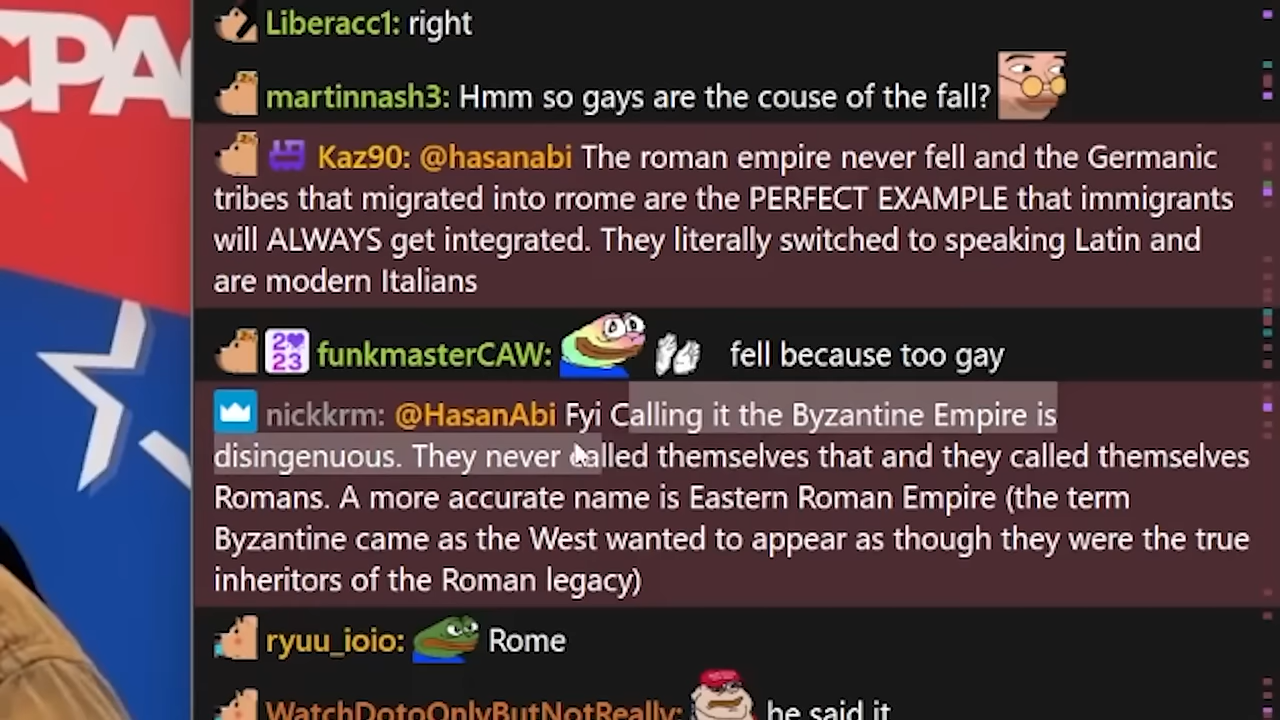 CPAC
Liberacc1: right
martinnash3: Hmm so gays are the couse of the fall?
Kaz90: @hasanabi The roman empire never fell and the Germanic
tribes that migrated into rrome are the PERFECT EXAMPLE that immigrants
will ALWAYS get integrated. They literally switched to speaking Latin and
are modern Italians
2023 funkmasterCAW: fell because too gay
nickkrm: @HasanAbi Fyi Calling it the Byzantine Empire is
disingenuous. They never called themselves that and they called themselves
Romans. A more accurate name is Eastern Roman Empire (the term
Byzantine came as the West wanted to appear as though they were the true
inheritors of the Roman legacy)
ryuu_ioio: Rome
WatchDotoOnlyButNotReally: he said it